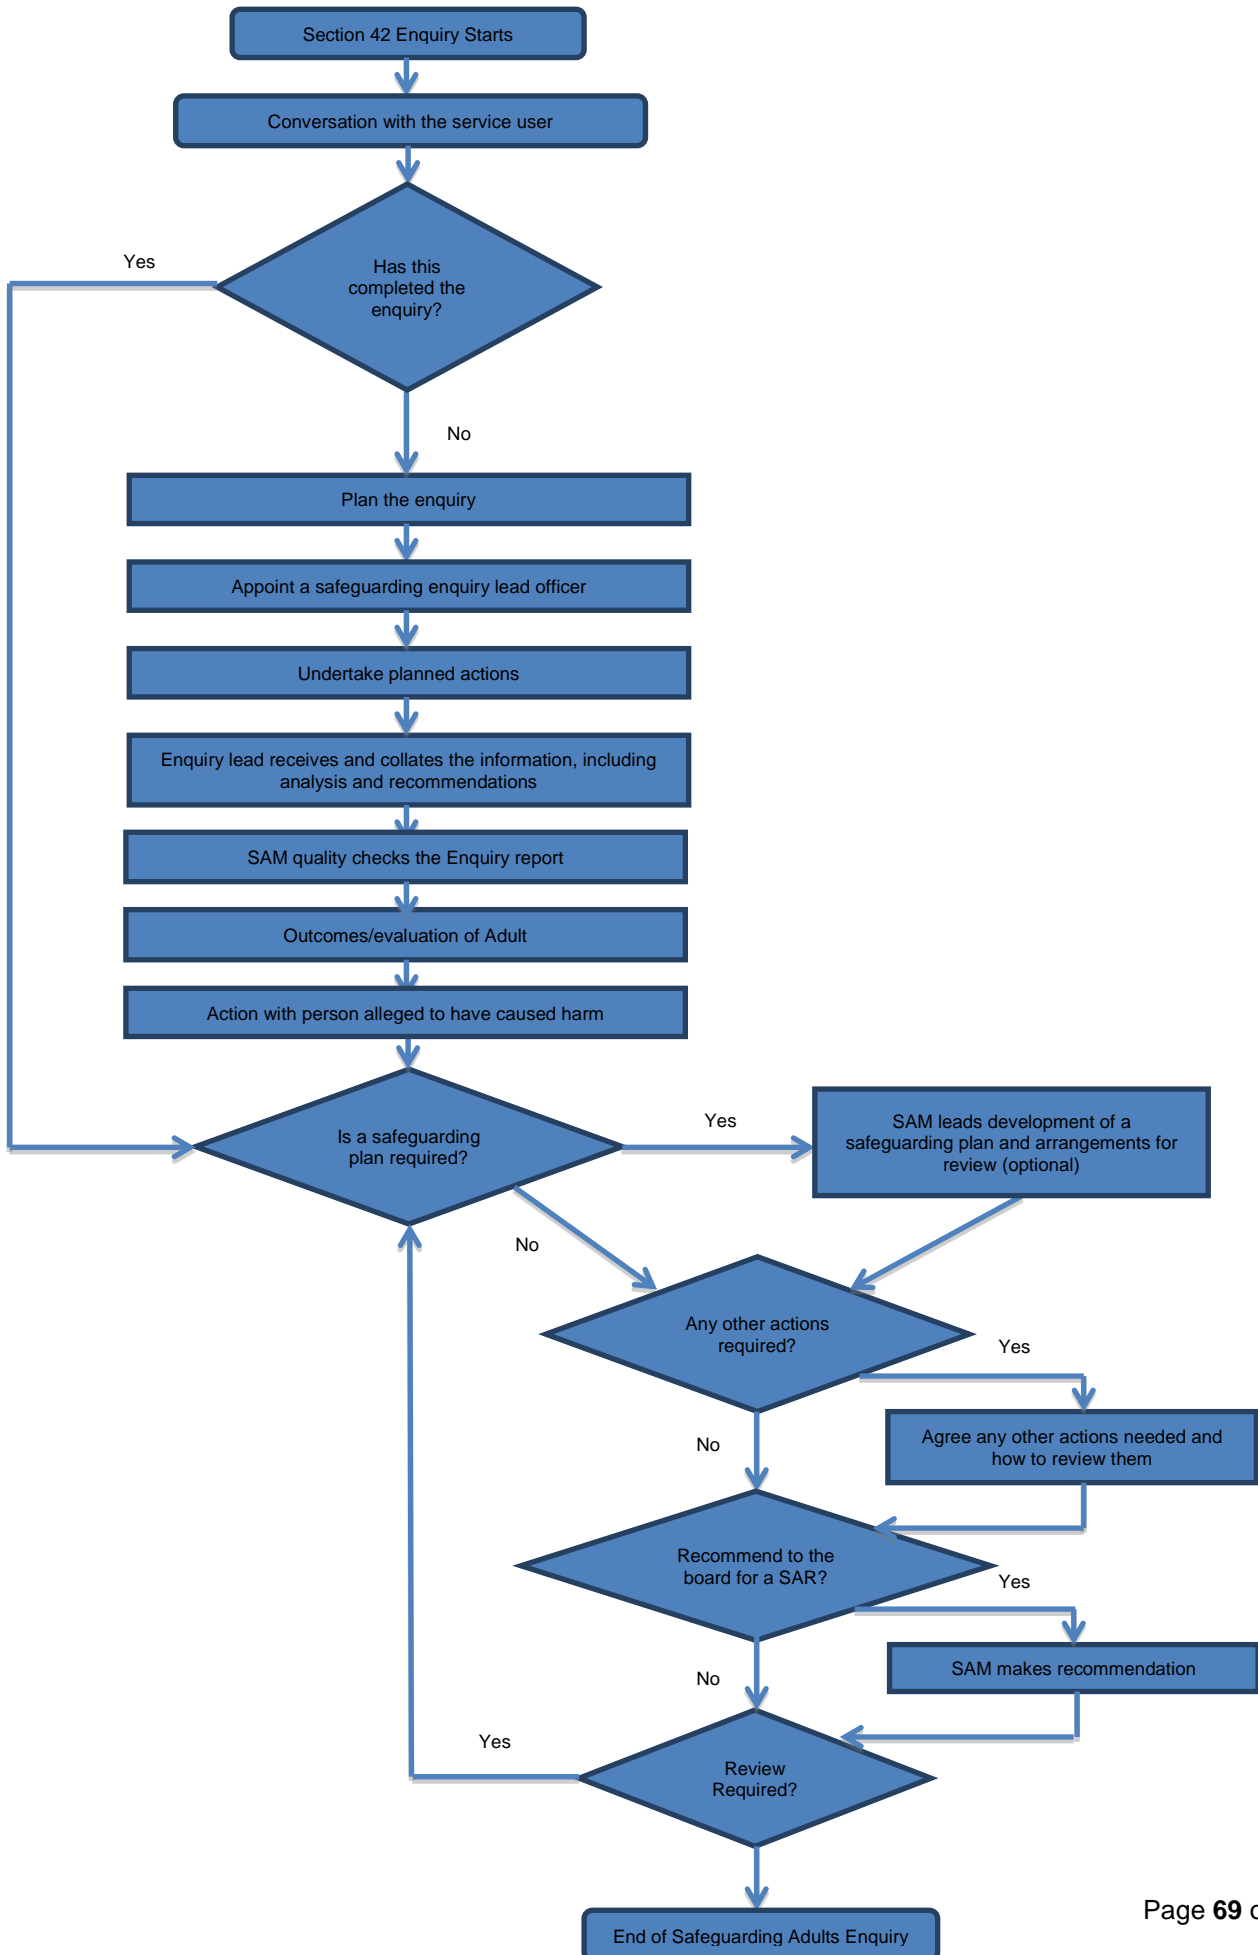 Section 42 Enquiry Starts
Conversation with the service user
Has this
completed the
enquiry?
Yes
No
Plan the enquiry
Appoint a safeguarding enquiry lead officer
Undertake planned actions
Enquiry lead receives and collates the information, including
analysis and recommendations
SAM quality checks the Enquiry report
Outcomes/evaluation of Adult
Action with person alleged to have caused harm
Is a safeguarding
plan required?
Yes
SAM leads development of a
safeguarding plan and arrangements for
review (optional)
No
Any other actions
required?
Yes
Agree any other actions needed and
how to review them
No
Recommend to the
board for a SAR?
Yes
SAM makes recommendation
No
Review
Required?
Yes
End of Safeguarding Adults Enquiry
Page 69